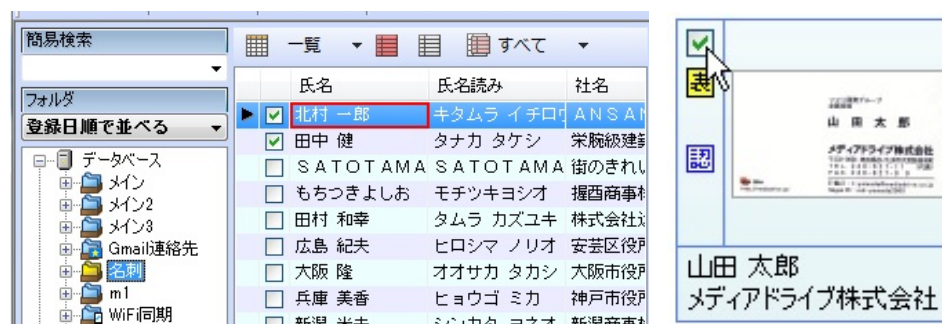 簡易検索
フォルダ
登録日順で並べる
データベース
メイン
メイン2
メイン3
Gmail連絡先
名刺
m1
WiFi同期
一覧 すべて
氏名 氏名読み 社名
北村 一郎 キタムラ イチロウ ANSAN
田中 健 タナカ タケシ 栄腕級建築
SATOTAMA SATOTAMA 街のきれい
もちつきよしお モチツキヨシオ 握酉商事株
田村 和幸 タムラ カズユキ 株式会社
広島 紀夫 ヒロシマ ノリオ 安芸区役所
大阪 隆 オオサカ タカシ 大阪市役所
兵庫 美香 ヒョウゴ ミカ 神戸市役所
表
認
山田 太郎
メディアドライブ株式会社
山田 太郎
メディアドライブ株式会社